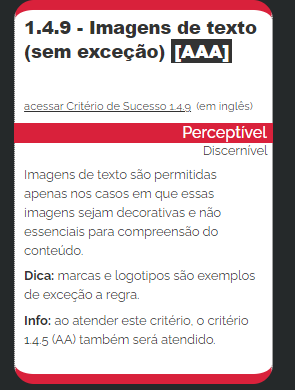 1.4.9 - Imagens de texto
(sem exceção) [AAA]
acessar Critério de Sucesso 1.4.9 (em inglês)
Perceptível
Discernível
Imagens de texto são permitidas
apenas nos casos em que essas
imagens sejam decorativas e não
essenciais para compreensão do
conteúdo.
Dica: marcas e logotipos são exemplos
de exceção a regra.
Info: ao atender este critério, o critério
1.4.5 (AA) também será atendido.